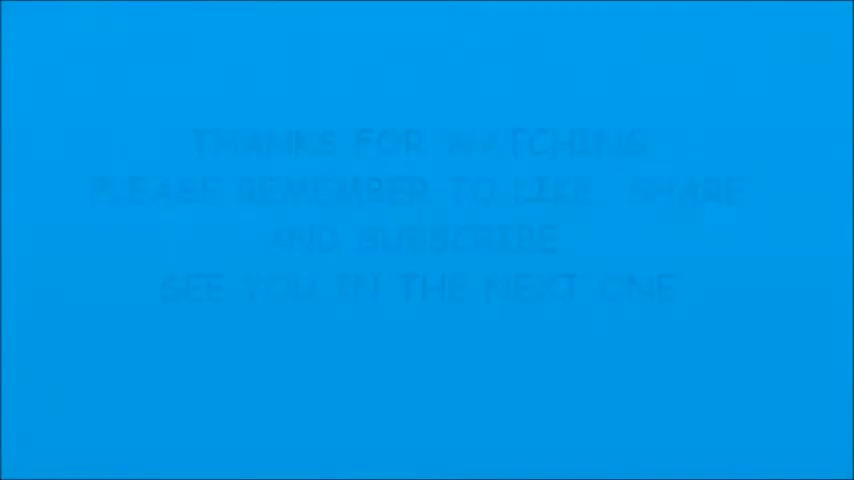 THANKS FOR WATCHING
PLEASE REMEMBER TO LIKE, SHARE
AND SUBSCRIBE
SEE YOU IN THE NEXT ONE